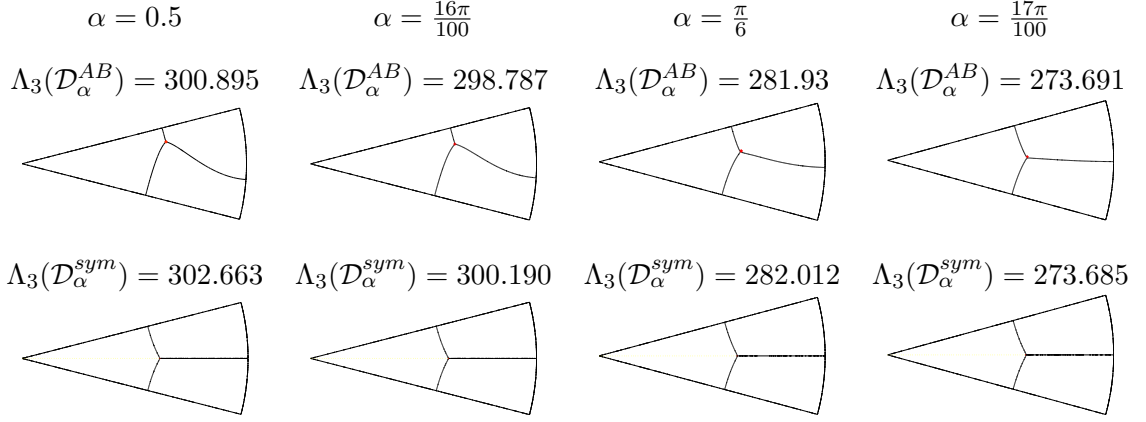 α = 0.5 α = 16π/100 α = π/6 α = 17π/100
Λ₃(𝒟_α^{AB}) = 300.895 Λ₃(𝒟_α^{AB}) = 298.787 Λ₃(𝒟_α^{AB}) = 281.93 Λ₃(𝒟_α^{AB}) = 273.691
Λ₃(𝒟_α^{sym}) = 302.663 Λ₃(𝒟_α^{sym}) = 300.190 Λ₃(𝒟_α^{sym}) = 282.012 Λ₃(𝒟_α^{sym}) = 273.685